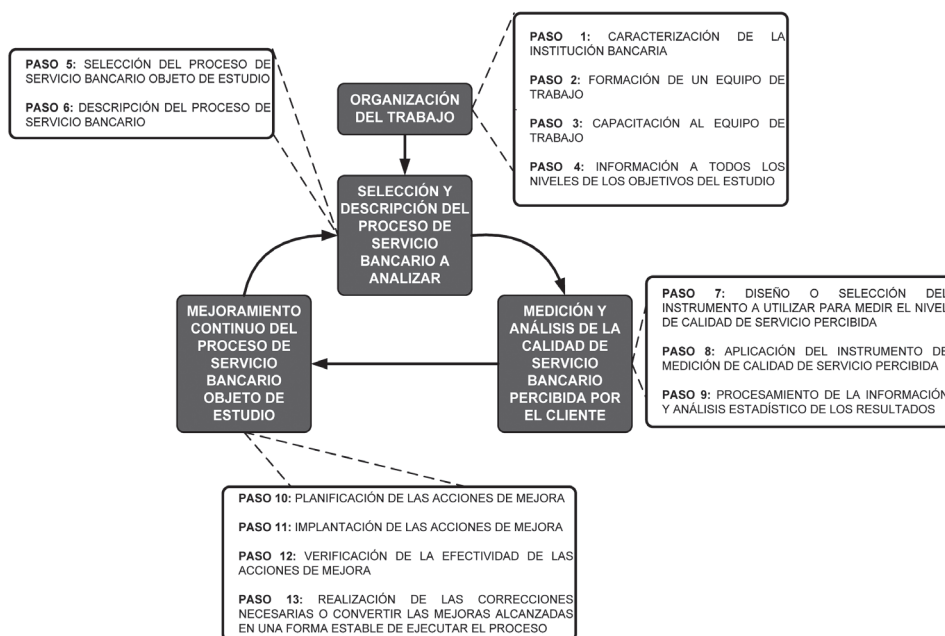 ORGANIZACIÓN
DEL TRABAJO
PASO 1: CARACTERIZACIÓN DE LA
INSTITUCIÓN BANCARIA
PASO 2: FORMACIÓN DE UN EQUIPO DE
TRABAJO
PASO 3: CAPACITACIÓN AL EQUIPO DE
TRABAJO
PASO 4: INFORMACIÓN A TODOS LOS
NIVELES DE LOS OBJETIVOS DEL ESTUDIO
PASO 5: SELECCIÓN DEL PROCESO DE
SERVICIO BANCARIO OBJETO DE ESTUDIO
PASO 6: DESCRIPCIÓN DEL PROCESO DE
SERVICIO BANCARIO
SELECCIÓN Y
DESCRIPCIÓN DEL
PROCESO DE
SERVICIO
BANCARIO A
ANALIZAR
MEDICIÓN Y
ANÁLISIS DE LA
CALIDAD DE
SERVICIO
BANCARIO
PERCIBIDA POR
EL CLIENTE
PASO 7: DISEÑO O SELECCIÓN DEL
INSTRUMENTO A UTILIZAR PARA MEDIR EL NIVEL
DE CALIDAD DE SERVICIO PERCIBIDA
PASO 8: APLICACIÓN DEL INSTRUMENTO DE
MEDICIÓN DE CALIDAD DE SERVICIO PERCIBIDA
PASO 9: PROCESAMIENTO DE LA INFORMACIÓN
Y ANÁLISIS ESTADÍSTICO DE LOS RESULTADOS
MEJORAMIENTO
CONTINUO DEL
PROCESO DE
SERVICIO
BANCARIO
OBJETO DE
ESTUDIO
PASO 10: PLANIFICACIÓN DE LAS ACCIONES DE MEJORA
PASO 11: IMPLANTACIÓN DE LAS ACCIONES DE MEJORA
PASO 12: VERIFICACIÓN DE LA EFECTIVIDAD DE LAS
ACCIONES DE MEJORA
PASO 13: REALIZACIÓN DE LAS CORRECCIONES
NECESARIAS O CONVERTIR LAS MEJORAS ALCANZADAS
EN UNA FORMA ESTABLE DE EJECUTAR EL PROCESO